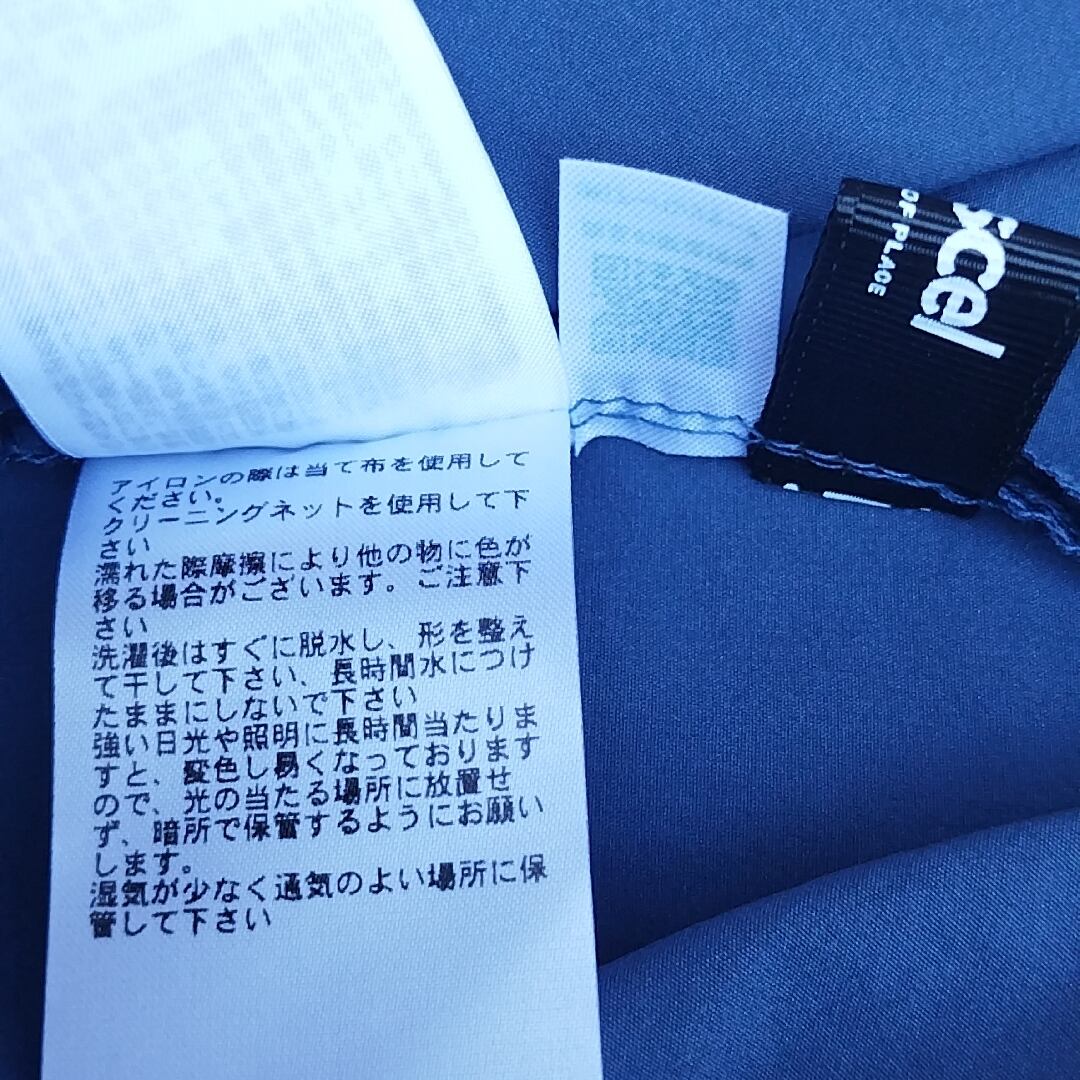 アイロンの際は当て布を使用して
ください。
クリーニングネットを使用して下
さい
濡れた際摩擦により他の物に色が
移る場合がございます。ご注意下
さい
洗濯後はすぐに脱水し、形を整え
て干して下さい、長時間水につけ
たままにしないで下さい
強い日光や照明に長時間当たりま
すと、変色し易くなっております
ので、光の当たる場所に放置せ
ず、暗所で保管するようにお願い
します。
湿気が少なく通気のよい場所に保
管して下さい
scel
OF PLACE